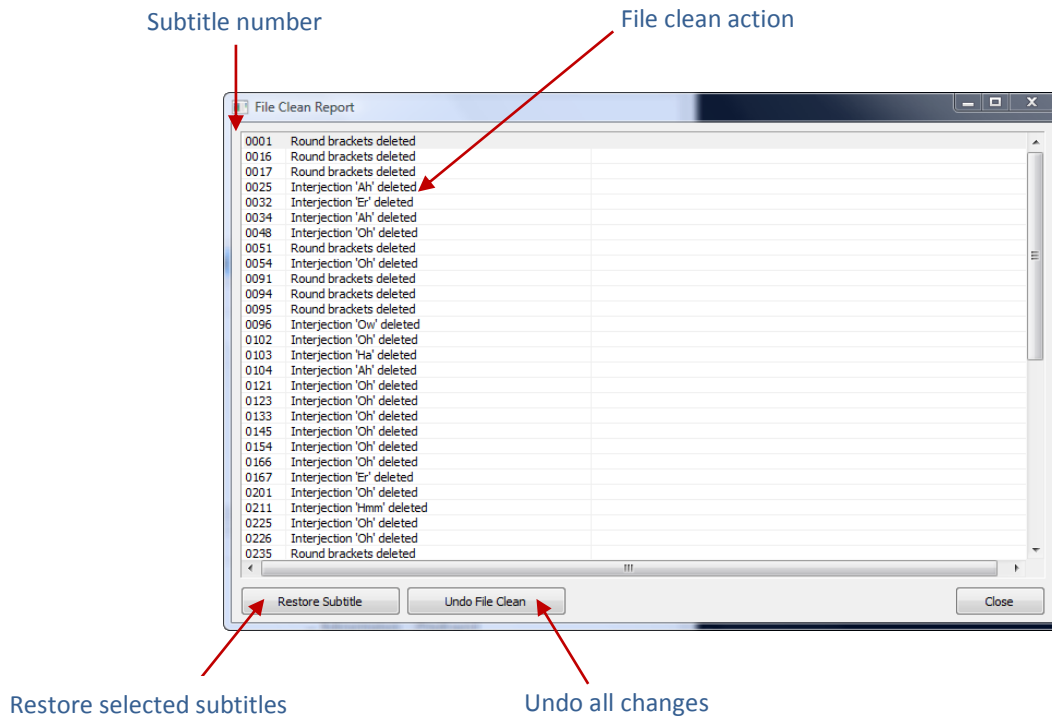 Subtitle number
File clean action
File Clean Report
0001 Round brackets deleted
0016 Round brackets deleted
0017 Round brackets deleted
0025 Interjection 'Ah' deleted
0032 Interjection 'Er' deleted
0034 Interjection 'Ah' deleted
0048 Interjection 'Oh' deleted
0051 Round brackets deleted
0054 Interjection 'Oh' deleted
0091 Round brackets deleted
0094 Round brackets deleted
0095 Round brackets deleted
0096 Interjection 'Ow' deleted
0102 Interjection 'Oh' deleted
0103 Interjection 'Ha' deleted
0104 Interjection 'Ah' deleted
0121 Interjection 'Oh' deleted
0123 Interjection 'Oh' deleted
0133 Interjection 'Oh' deleted
0145 Interjection 'Oh' deleted
0154 Interjection 'Oh' deleted
0166 Interjection 'Oh' deleted
0167 Interjection 'Er' deleted
0201 Interjection 'Oh' deleted
0211 Interjection 'Hmm' deleted
0225 Interjection 'Oh' deleted
0226 Interjection 'Oh' deleted
0235 Round brackets deleted
Restore Subtitle
Undo File Clean
Close
Restore selected subtitles
Undo all changes